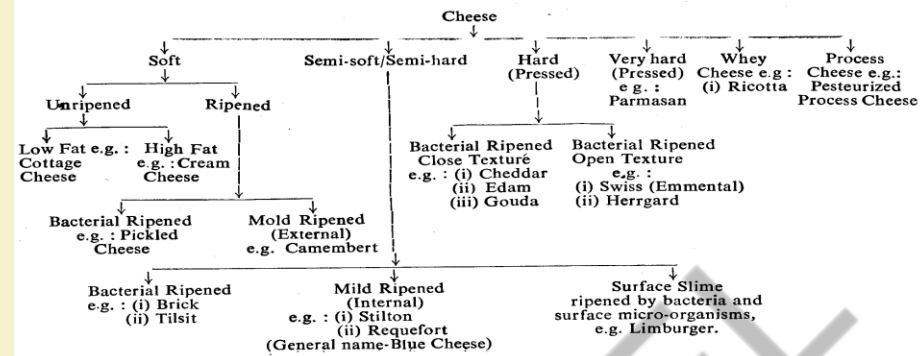 Cheese
Soft
Semi-soft/Semi-hard
Hard
(Pressed)
Very hard
(Pressed)
e g. :
Parmasan
Whey
Cheese e.g :
(i) Ricotta
Process
Cheese e.g.:
Pesteurized
Process Cheese
Unripened
Ripened
Low Fat e.g. :
Cottage
Cheese
High Fat
e.g. : Cream
Cheese
Bacterial Ripened
Close Texture
e.g. : (i) Cheddar
(ii) Edam
(iii) Gouda
Bacterial Ripened
Open Texture
e.g. :
(i) Swiss (Emmental)
(ii) Herrgard
Bacterial Ripened
e.g. : Pickled
Cheese
Mold Ripened
(External)
e.g. Camembert
Bacterial Ripened
e.g. : (i) Brick
(ii) Tilsit
Mild Ripened
(Internal)
e.g. : (i) Stilton
(ii) Requefort
(General name-Blue Cheese)
Surface Slime
ripened by bacteria and
surface micro-organisms,
e.g. Limburger.